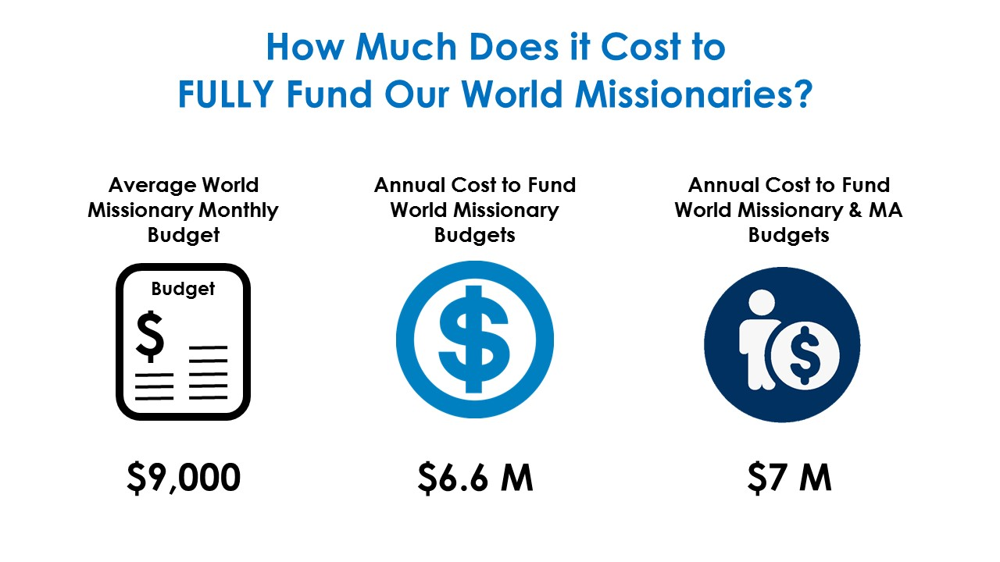 How Much Does it Cost to
FULLY Fund Our World Missionaries?
Average World
Missionary Monthly
Budget
Budget
$
$9,000
Annual Cost to Fund
World Missionary
Budgets
$
$6.6 M
Annual Cost to Fund
World Missionary & MA
Budgets
$
$7 M